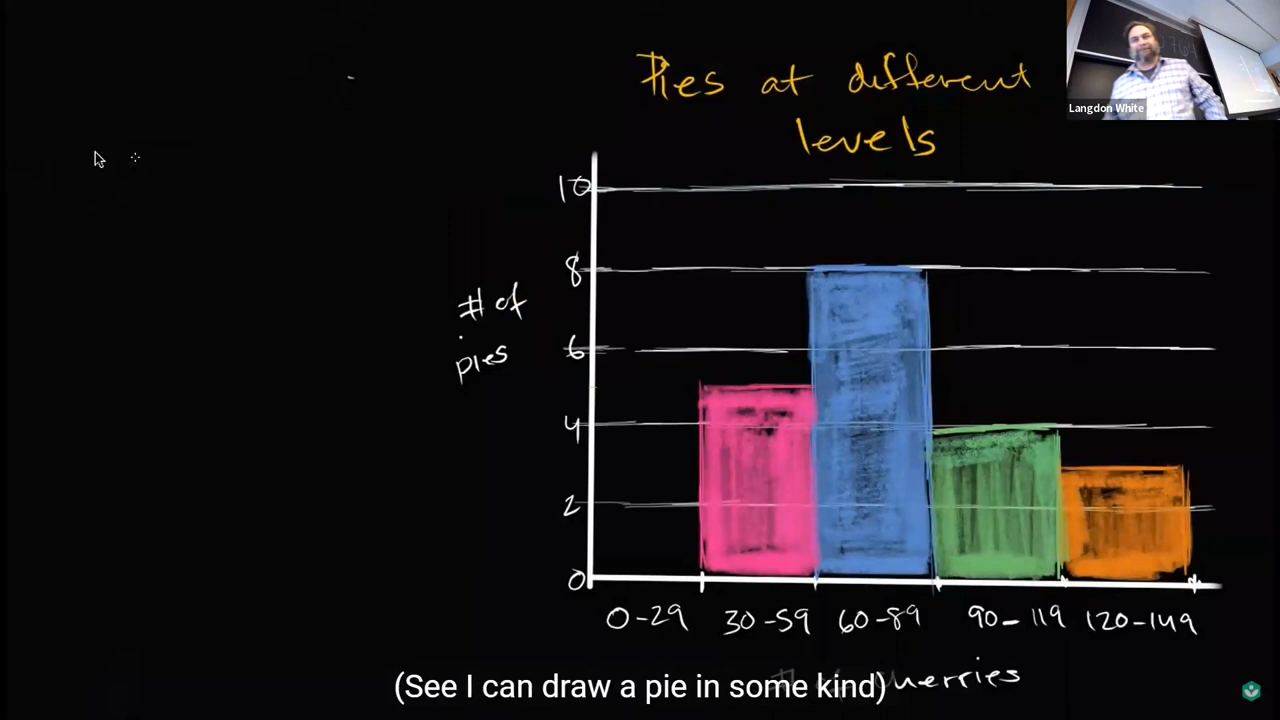 Pies at different
levels
Langdon White
10
8
# of
pies
6
4
2
0
0-29 30-59 60-89 90-119 120-149
cherries
(See I can draw a pie in some kind)